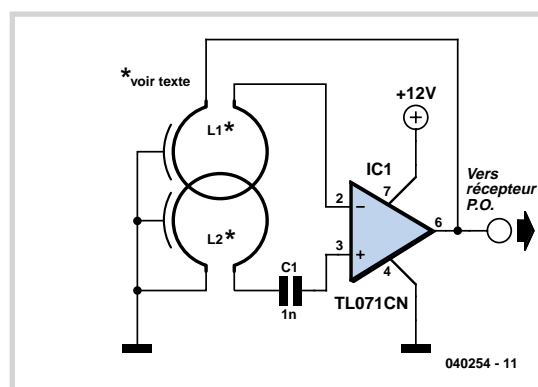 *voir texte
L1*
L2*
C1
1n
+12V
IC1
2
3
7
6
4
TL071CN
Vers
récepteur
P.O.
040254 - 11